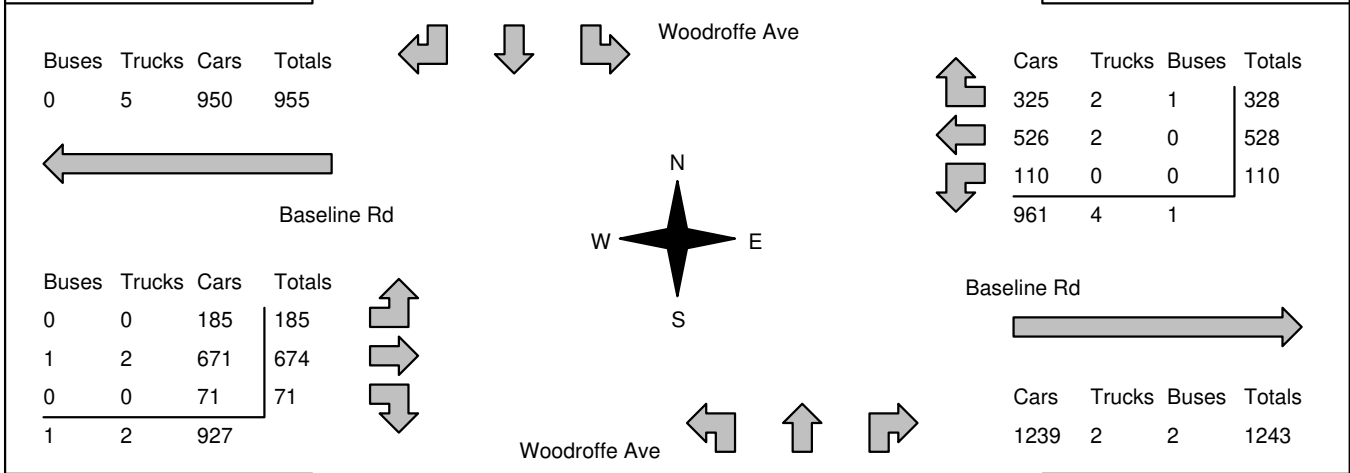 Woodroffe Ave
Buses Trucks Cars Totals
0 5 950 955
Cars Trucks Buses Totals
325 2 1 328
526 2 0 528
110 0 0 110
961 4 1
Baseline Rd
N
W E
S
Buses Trucks Cars Totals
0 0 185 185
1 2 671 674
0 0 71 71
1 2 927
Baseline Rd
Cars Trucks Buses Totals
1239 2 2 1243
Woodroffe Ave